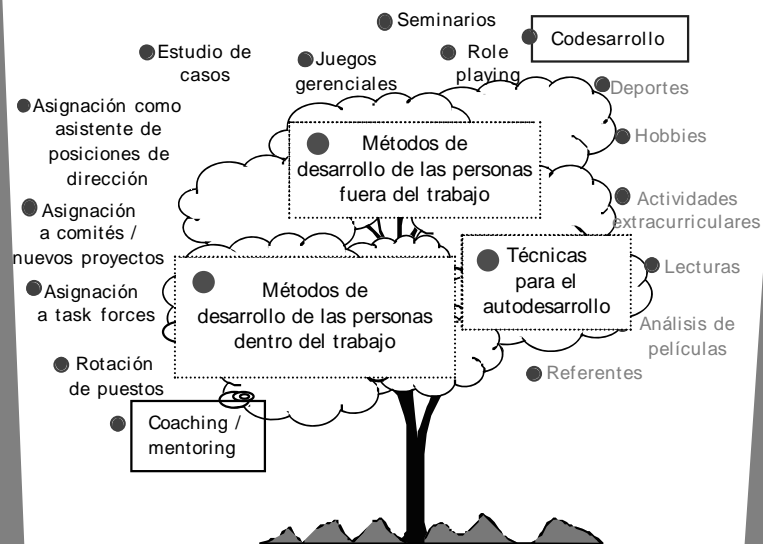 Seminarios
Codesarrollo
Estudio de
casos
Juegos
gerenciales
Role
playing
Deportes
Hobbies
Actividades
extracurriculares
Lecturas
Análisis de
películas
Referentes
Asignación como
asistente de
posiciones de
dirección
Asignación
a comités /
nuevos proyectos
Asignación
a task forces
Rotación
de puestos
Coaching /
mentoring
Métodos de
desarrollo de las personas
fuera del trabajo
Técnicas
para el
autodesarrollo
Métodos de
desarrollo de las personas
dentro del trabajo